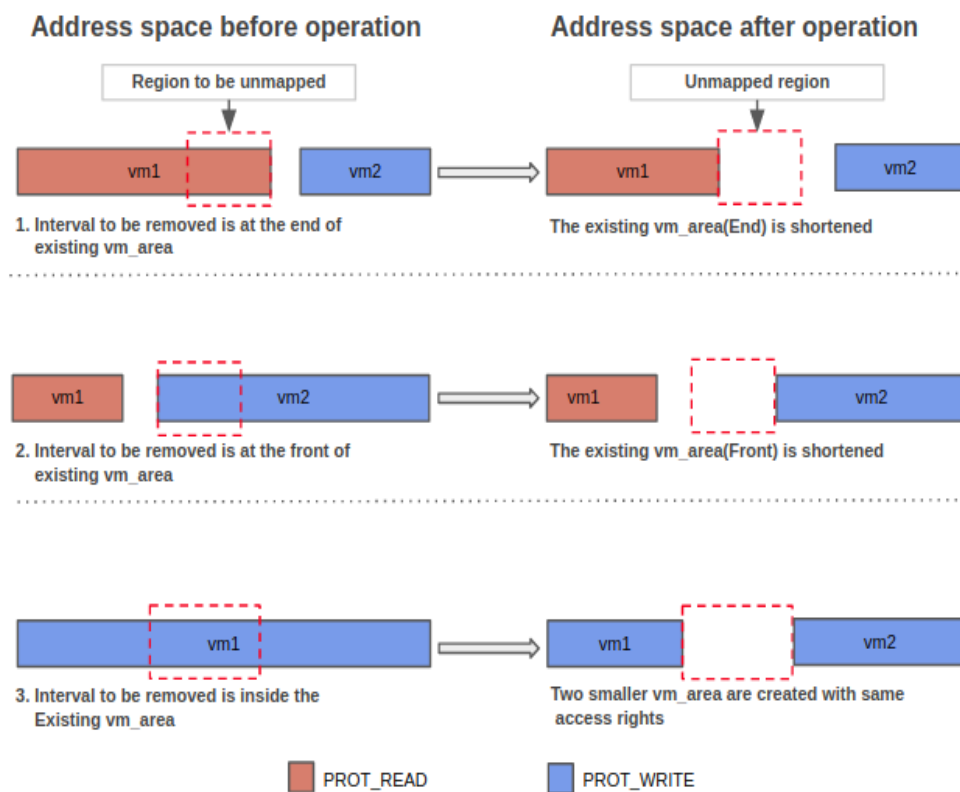 Address space before operation
Address space after operation
Region to be unmapped
Unmapped region
vm1
vm2
vm1
vm2
1. Interval to be removed is at the end of
existing vm_area
The existing vm_area(End) is shortened
vm1
vm2
vm1
vm2
2. Interval to be removed is at the front of
existing vm_area
The existing vm_area(Front) is shortened
vm1
vm1
vm2
3. Interval to be removed is inside the
Existing vm_area
Two smaller vm_area are created with same
access rights
PROT_READ
PROT_WRITE